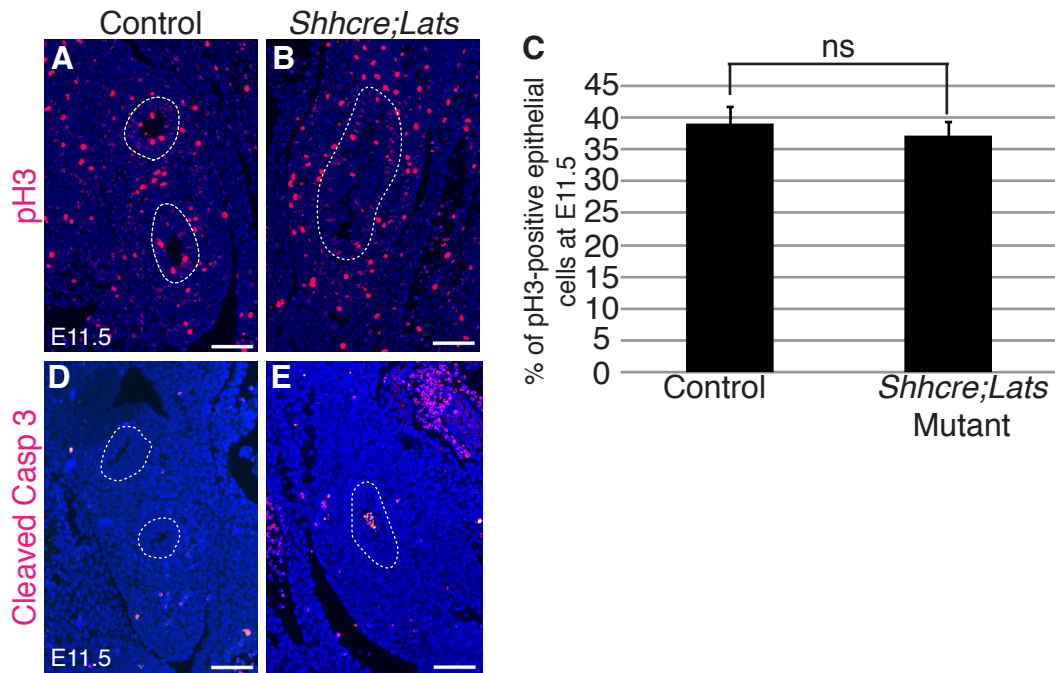 Control
Shhcre;Lats
pH3
A
B
E11.5
Cleaved Casp 3
D
E
E11.5
C
ns
% of pH3-positive epithelial
cells at E11.5
45
40
35
30
25
20
15
10
5
0
Control
Shhcre;Lats
Mutant